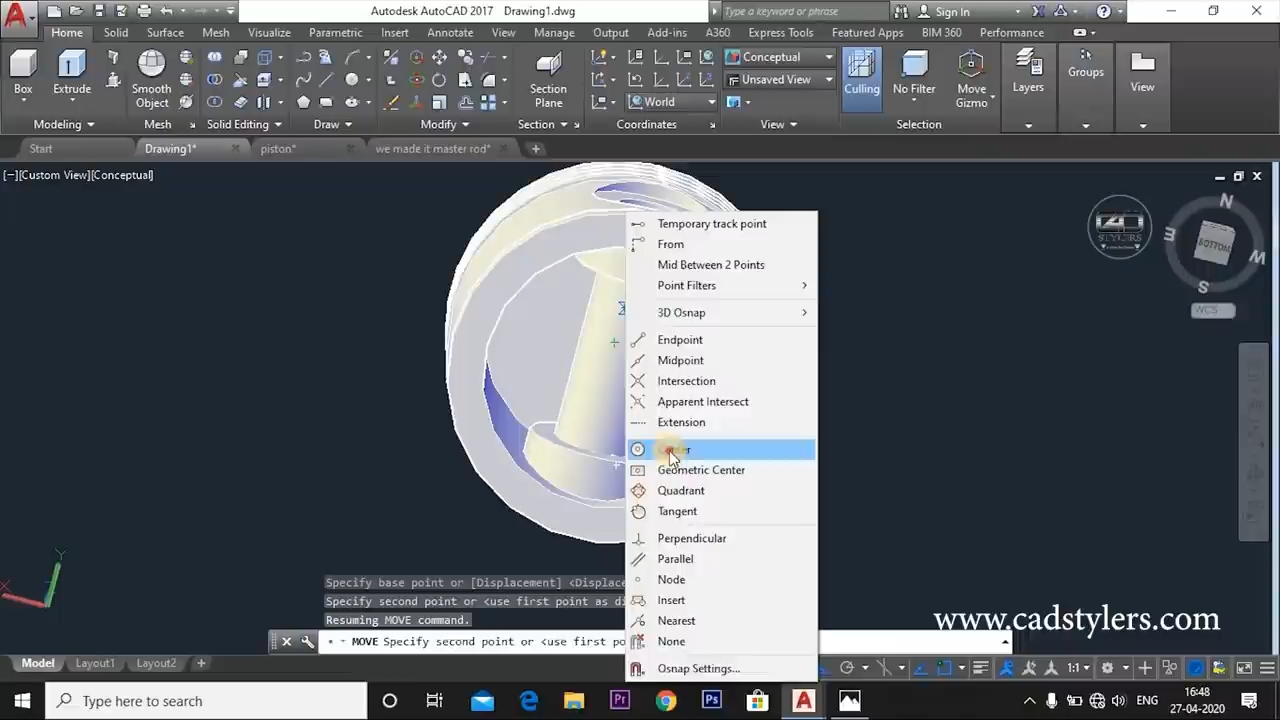 Autodesk AutoCAD 2017 Drawing1.dwg
Type a keyword or phrase
Sign In
Home Solid Surface Mesh Visualize Parametric Insert Annotate View Manage Output Add-ins A360 Express Tools Featured Apps BIM 360 Performance
Box
Extrude
Smooth
Object
Section
Plane
Conceptual
Unsaved View
World
Culling
No Filter
Move
Gizmo
Layers
Groups
View
Modeling
Mesh
Solid Editing
Draw
Modify
Section
Coordinates
View
Selection
Start
Drawing1*
piston*
we made it master rod*
[−][Custom View][Conceptual]
Temporary track point
From
Mid Between 2 Points
Point Filters
3D Osnap
Endpoint
Midpoint
Intersection
Apparent Intersect
Extension
Center
Geometric Center
Quadrant
Tangent
Perpendicular
Parallel
Node
Insert
Nearest
None
Osnap Settings...
STYLERS
N
E
BOTTOM
W
S
WCS
Y
X
Specify base point or [Displacement] <Displace
Specify second point or <use first point as di
Resuming MOVE command.
MOVE Specify second point or <use first po
www.cadstylers.com
Model Layout1 Layout2
1:1
Type here to search
Pr
Ps
ENG
16:48
27-04-2020